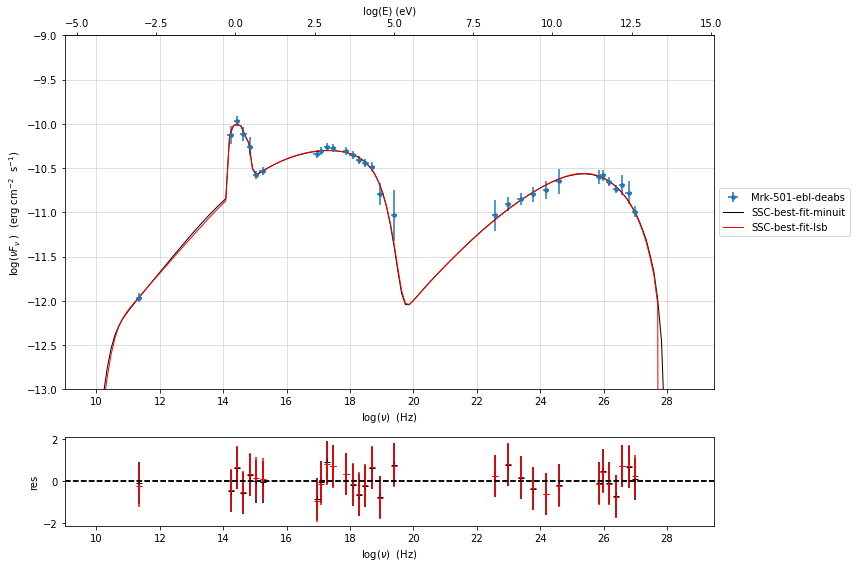 log(E) (eV)
−5.0 −2.5 0.0 2.5 5.0 7.5 10.0 12.5 15.0
−9.0
−9.5
−10.0
−10.5
−11.0
−11.5
−12.0
−12.5
−13.0
log(νFν ) (erg cm−2 s−1)
Mrk-501-ebl-deabs
SSC-best-fit-minuit
SSC-best-fit-lsb
10 12 14 16 18 20 22 24 26 28
log(ν) (Hz)
2
0
−2
res
10 12 14 16 18 20 22 24 26 28
log(ν) (Hz)